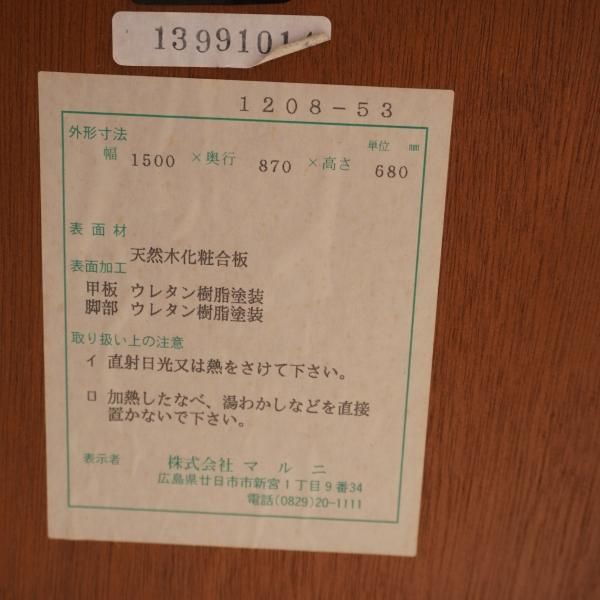 1399101
1208-53
外形寸法
単位 ㎜
幅 1500 ×奥行 870 ×高さ 680
表面材
天然木化粧合板
表面加工
甲板 ウレタン樹脂塗装
脚部 ウレタン樹脂塗装
取り扱い上の注意
イ 直射日光又は熱をさけて下さい。
ロ 加熱したなべ、湯わかしなどを直接
置かないで下さい。
表示者 株式会社 マルニ
広島県廿日市市新宮1丁目9番34
電話(0829)20-1111